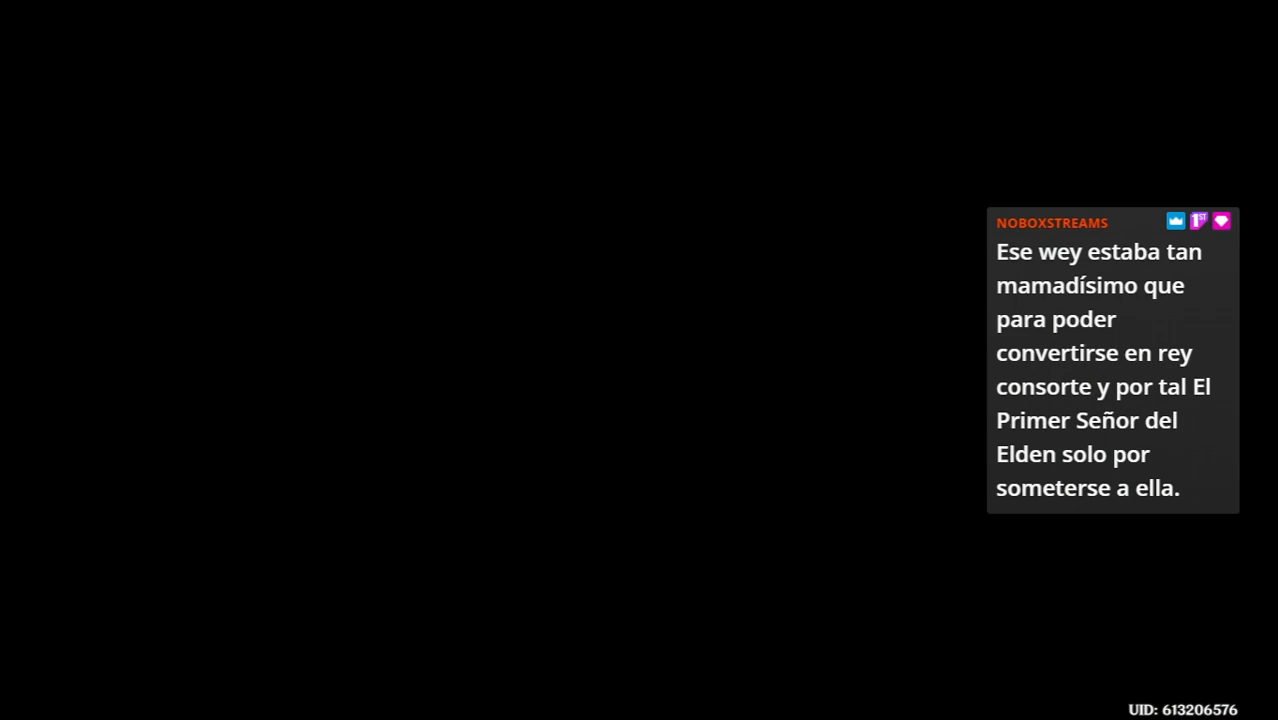 NOBOXSTREAMS 1ST
Ese wey estaba tan
mamadísimo que
para poder
convertirse en rey
consorte y por tal El
Primer Señor del
Elden solo por
someterse a ella.
UID: 613206576